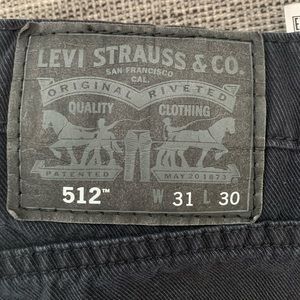 LEVI STRAUSS & CO.
SAN FRANCISCO
CAL.
ORIGINAL RIVETED
QUALITY CLOTHING
PATENTED MAY 20 1873
512™ W 31 L 30